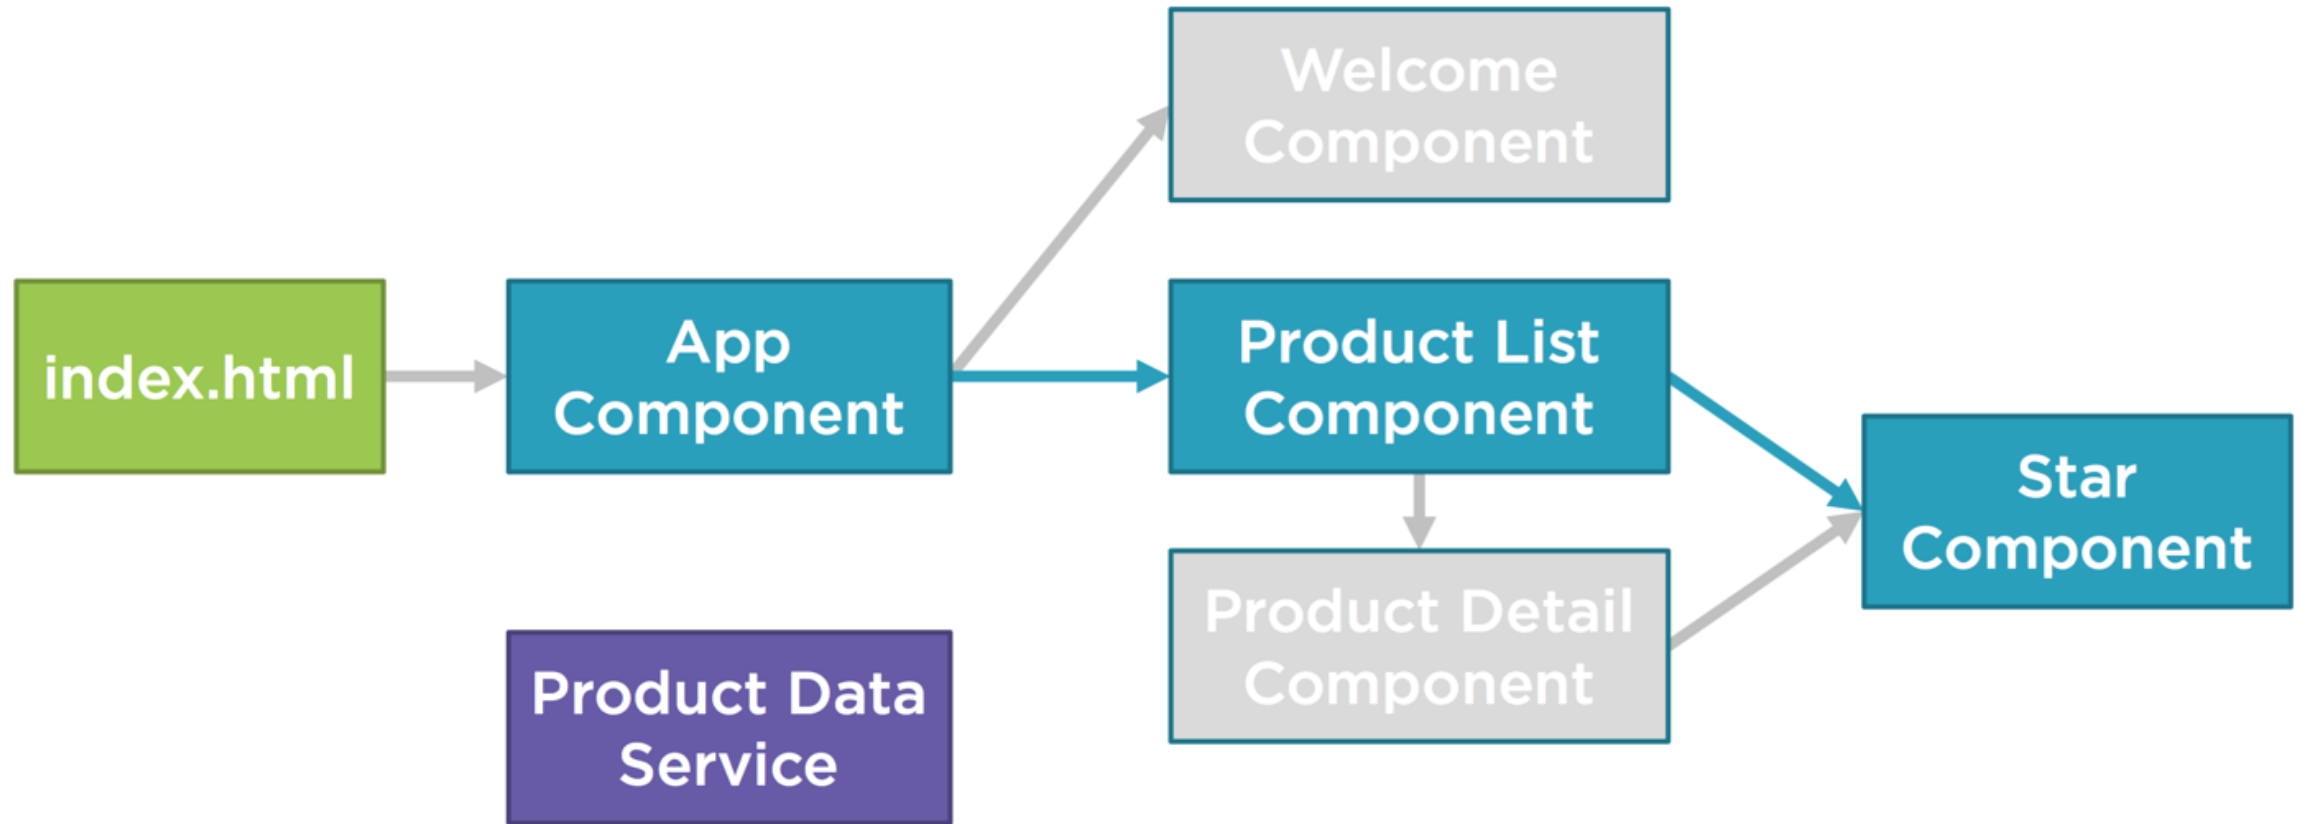 Welcome
Component
index.html
App
Component
Product List
Component
Star
Component
Product Detail
Component
Product Data
Service